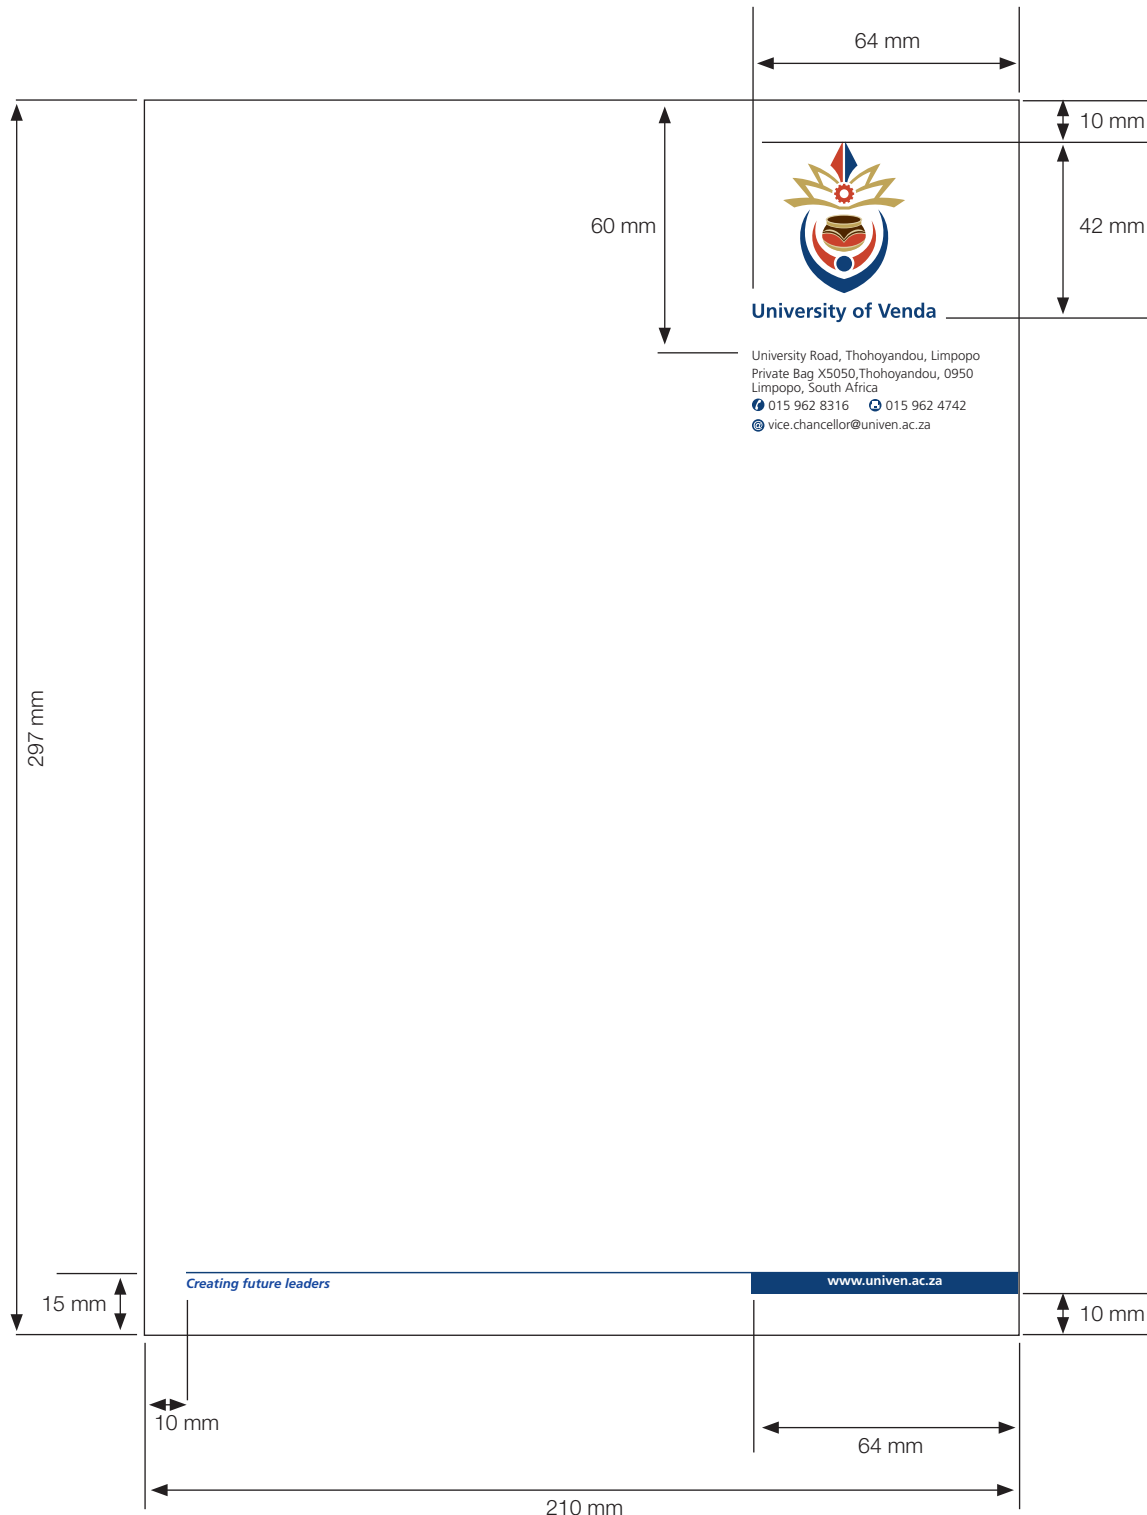 64 mm
10 mm
60 mm
42 mm
University of Venda
University Road, Thohoyandou, Limpopo
Private Bag X5050,Thohoyandou, 0950
Limpopo, South Africa
015 962 8316 015 962 4742
@ vice.chancellor@univen.ac.za
297 mm
Creating future leaders
www.univen.ac.za
15 mm
10 mm
10 mm
64 mm
210 mm